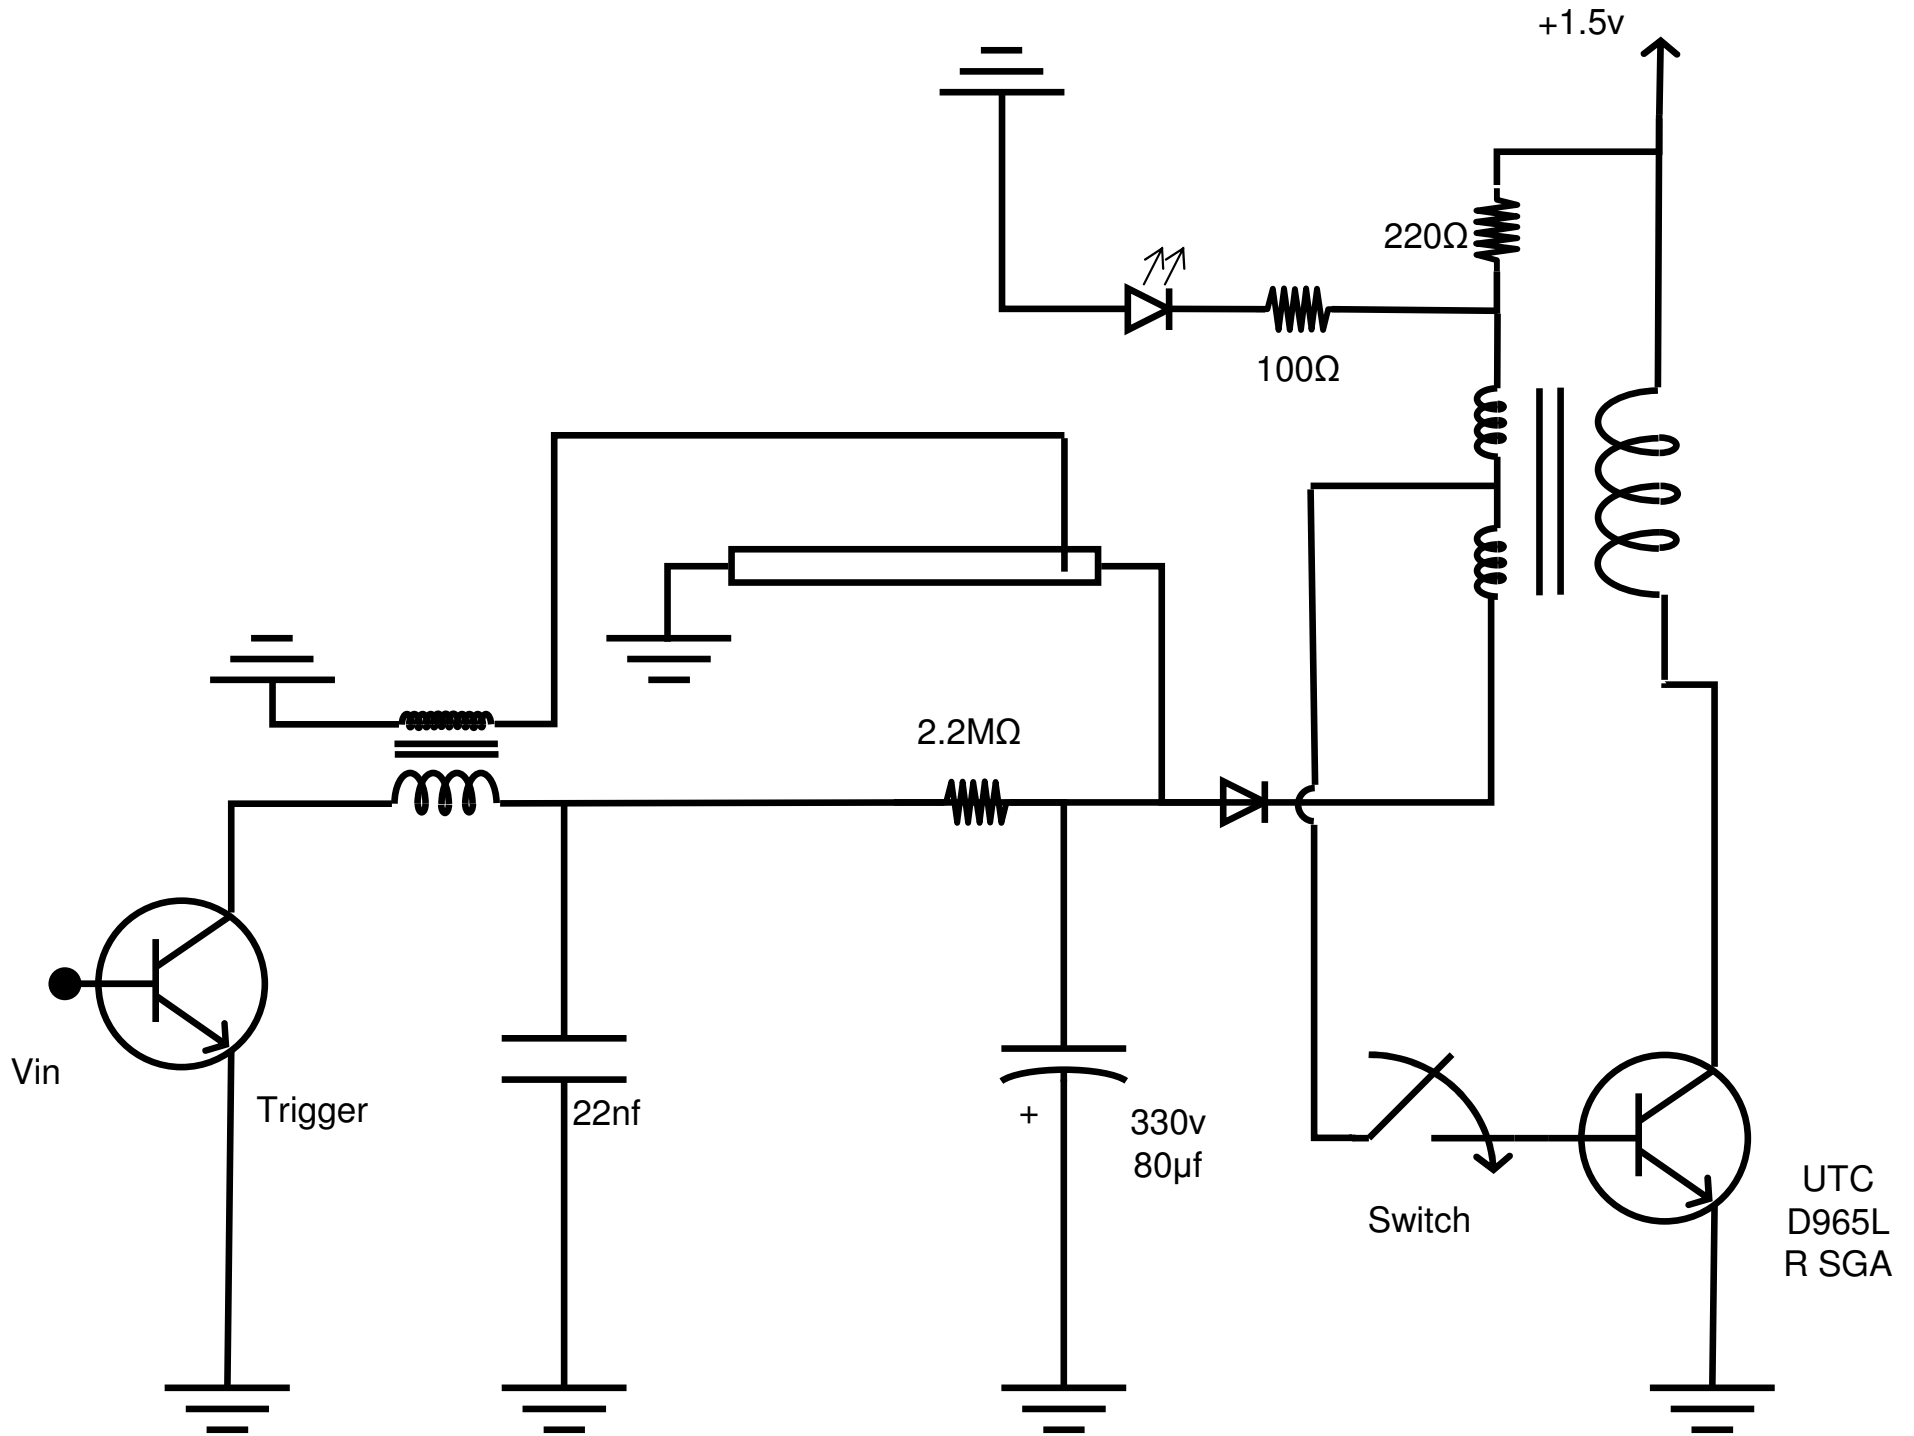 +1.5v
220Ω
100Ω
2.2MΩ
Vin
Trigger
22nf
+
330v
80µf
Switch
UTC
D965L
R SGA